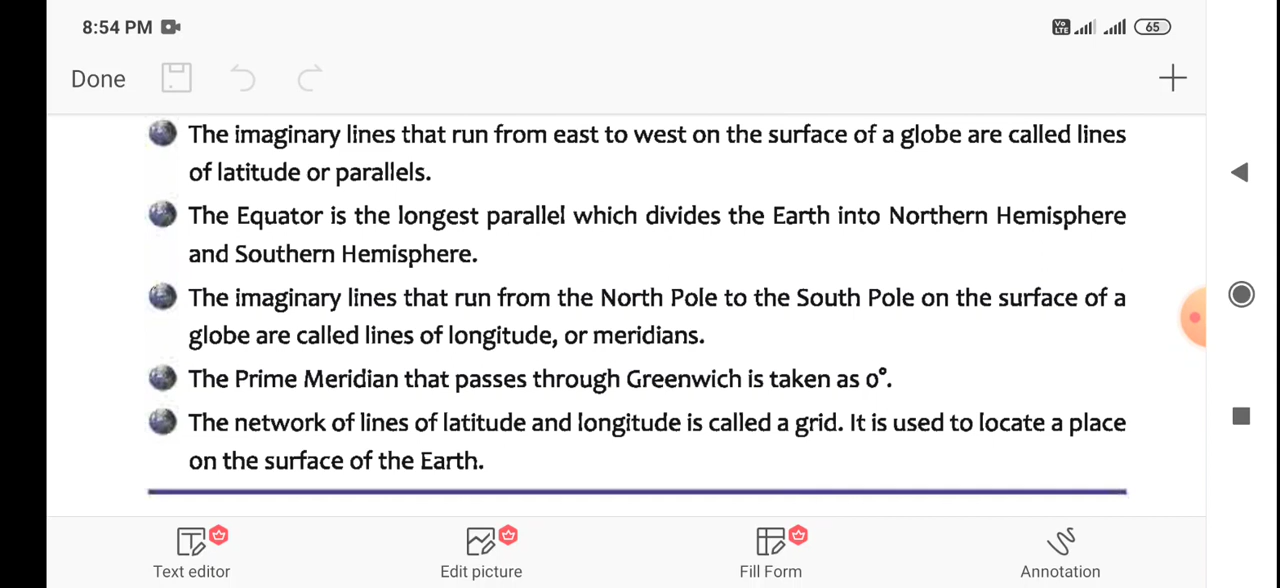 8:54 PM
Vo LTE 65
Done
The imaginary lines that run from east to west on the surface of a globe are called lines
of latitude or parallels.
The Equator is the longest parallel which divides the Earth into Northern Hemisphere
and Southern Hemisphere.
The imaginary lines that run from the North Pole to the South Pole on the surface of a
globe are called lines of longitude, or meridians.
The Prime Meridian that passes through Greenwich is taken as 0°.
The network of lines of latitude and longitude is called a grid. It is used to locate a place
on the surface of the Earth.
Text editor
Edit picture
Fill Form
Annotation